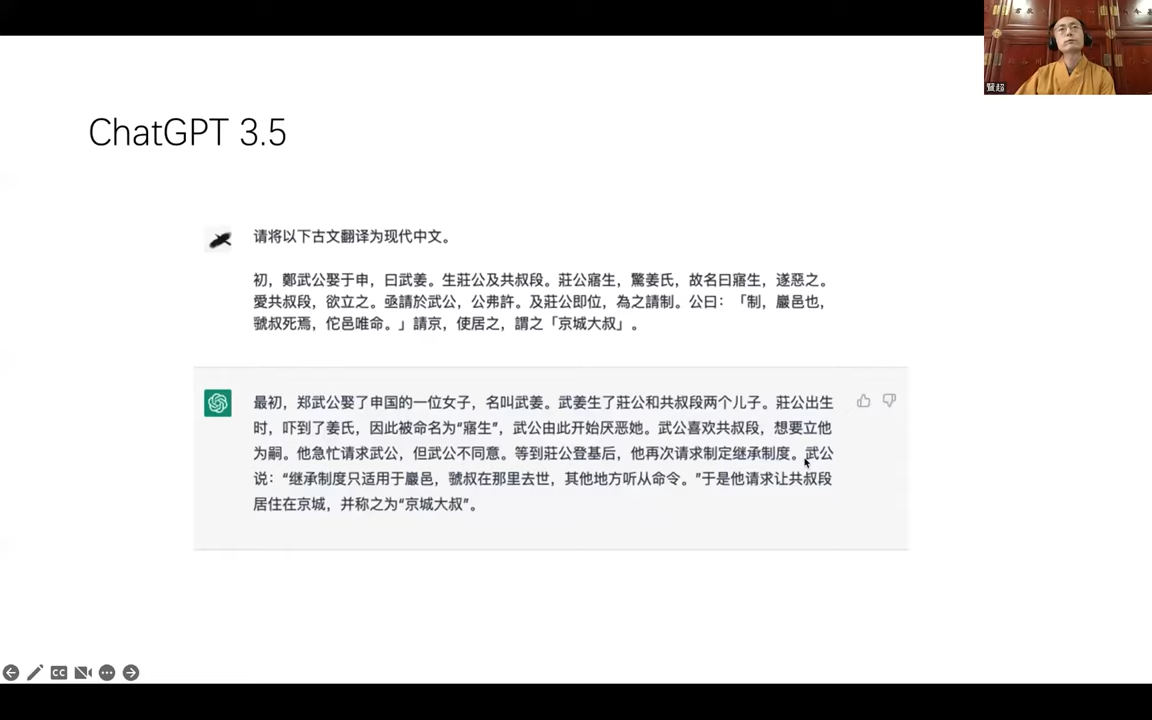 賢超
ChatGPT 3.5
请将以下古文翻译为现代中文。
初，鄭武公娶于申，曰武姜。生莊公及共叔段。莊公寤生，驚姜氏，故名曰寤生，遂惡之。
愛共叔段，欲立之。亟請於武公，公弗許。及莊公即位，為之請制。公曰：「制，巖邑也，
虢叔死焉，佗邑唯命。」請京，使居之，謂之「京城大叔」。
最初，郑武公娶了申国的一位女子，名叫武姜。武姜生了莊公和共叔段两个儿子。莊公出生
时，吓到了姜氏，因此被命名为“寤生”，武公由此开始厌恶她。武公喜欢共叔段，想要立他
为嗣。他急忙请求武公，但武公不同意。等到莊公登基后，他再次请求制定继承制度。武公
说：“继承制度只适用于巖邑，虢叔在那里去世，其他地方听从命令。”于是他请求让共叔段
居住在京城，并称之为“京城大叔”。
CC